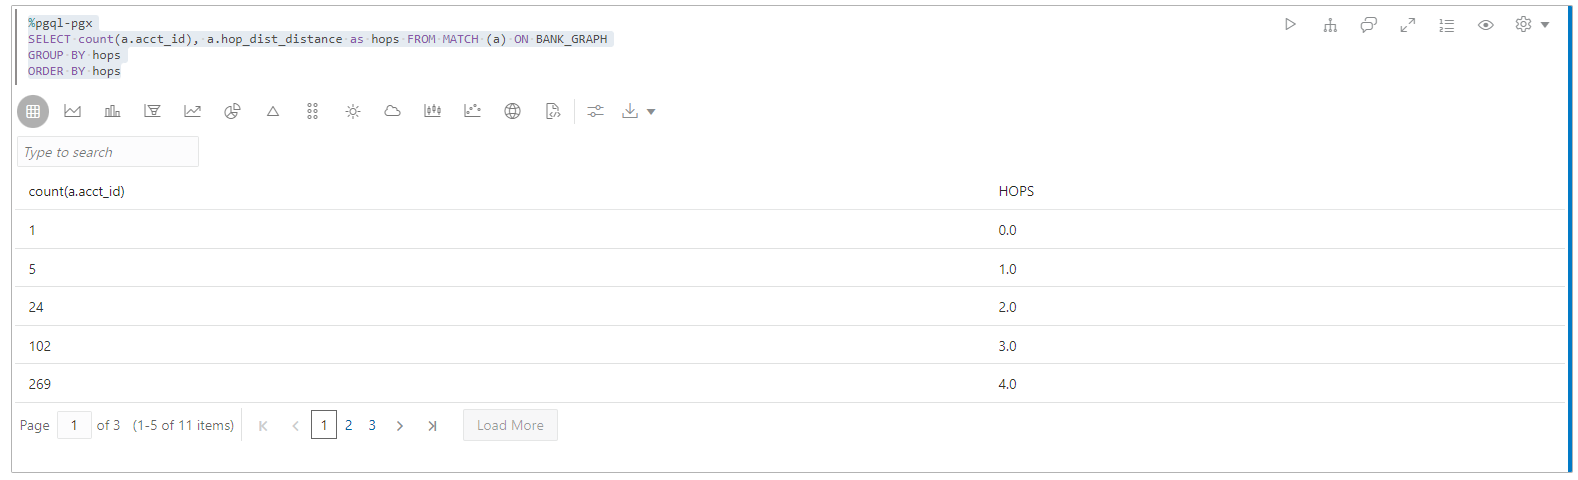 %pgql-pgx
SELECT count(a.acct_id), a.hop_dist_distance as hops FROM MATCH (a) ON BANK_GRAPH
GROUP BY hops
ORDER BY hops
Type to search
count(a.acct_id) HOPS
1 0.0
5 1.0
24 2.0
102 3.0
269 4.0
Page 1 of 3 (1-5 of 11 items) 1 2 3 Load More